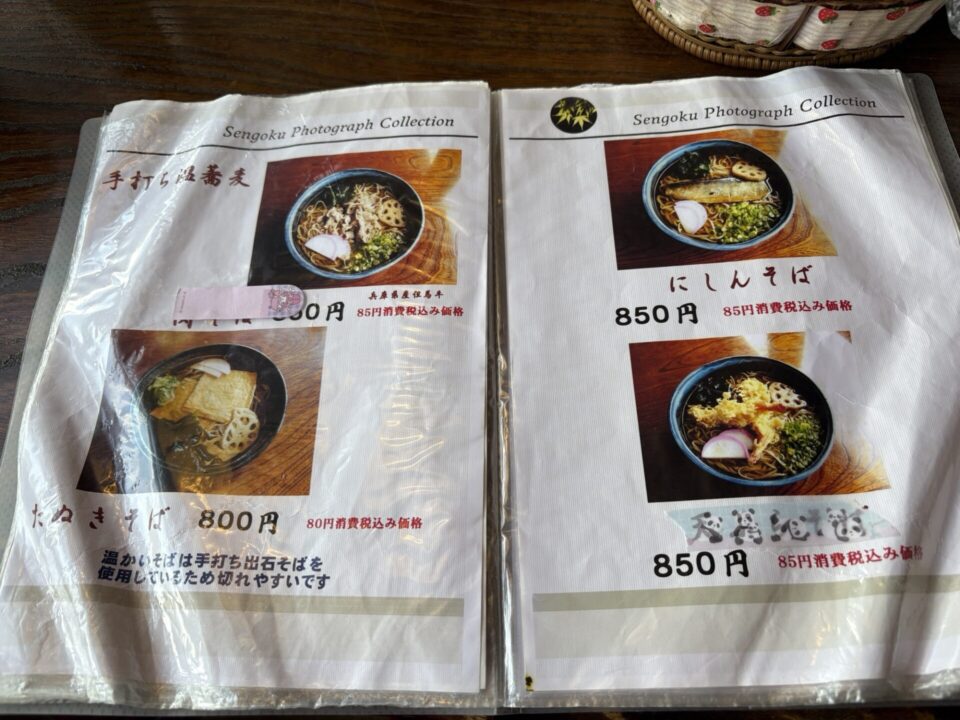 Sengoku Photograph Collection
手打ち温蕎麦
兵庫県産但馬牛
50円 85円消費税込み価格
たぬきそば 800円 80円消費税込み価格
温かいそばは手打ち出石そばを
使用しているため切れやすいです
Sengoku Photograph Collection
にしんそば
850円 85円消費税込み価格
850円 85円消費税込み価格